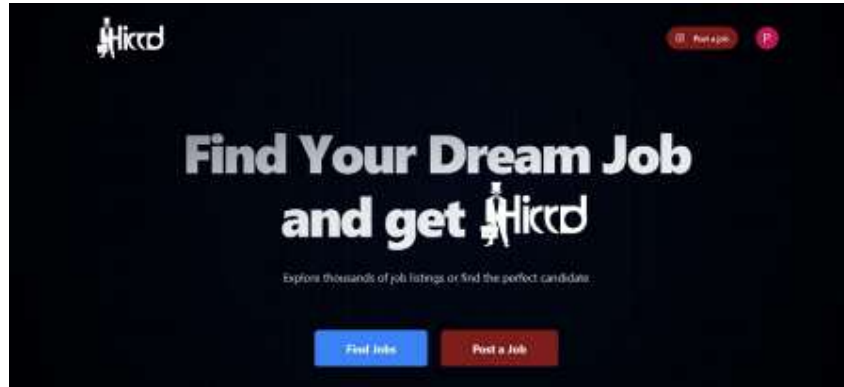 Hirrd
Post a Job
P
Find Your Dream Job
and get Hirrd
Explore thousands of job listings or find the perfect candidate
Find Jobs
Post a Job